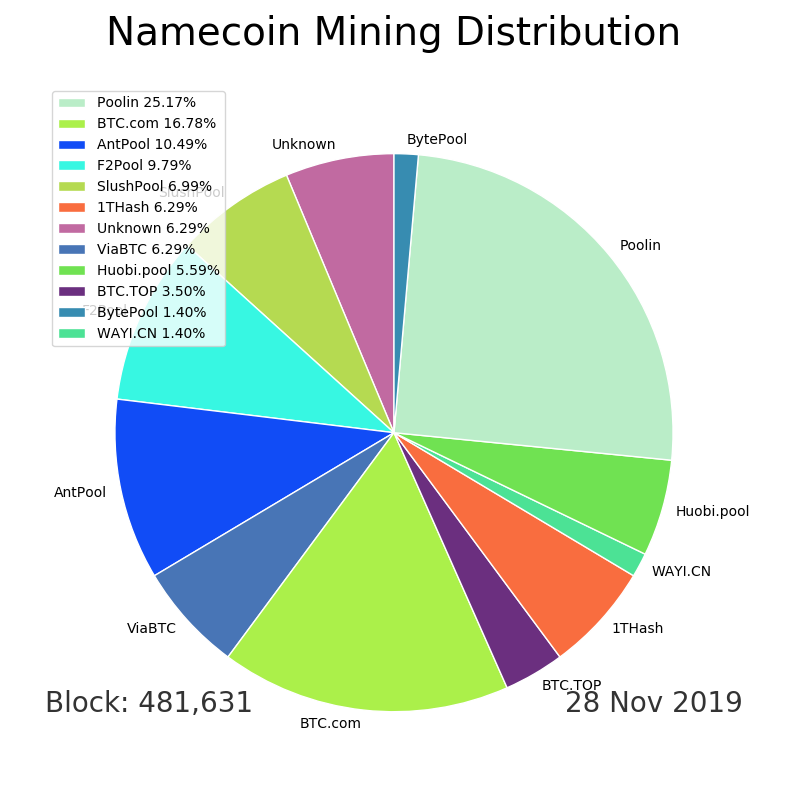 Namecoin Mining Distribution
Poolin 25.17%
BTC.com 16.78%
AntPool 10.49%
F2Pool 9.79%
SlushPool 6.99%
1THash 6.29%
Unknown 6.29%
ViaBTC 6.29%
Huobi.pool 5.59%
BTC.TOP 3.50%
BytePool 1.40%
WAYI.CN 1.40%
BytePool
Unknown
SlushPool
Poolin
F2Pool
AntPool
Huobi.pool
WAYI.CN
ViaBTC
1THash
BTC.TOP
BTC.com
Block: 481,631
28 Nov 2019